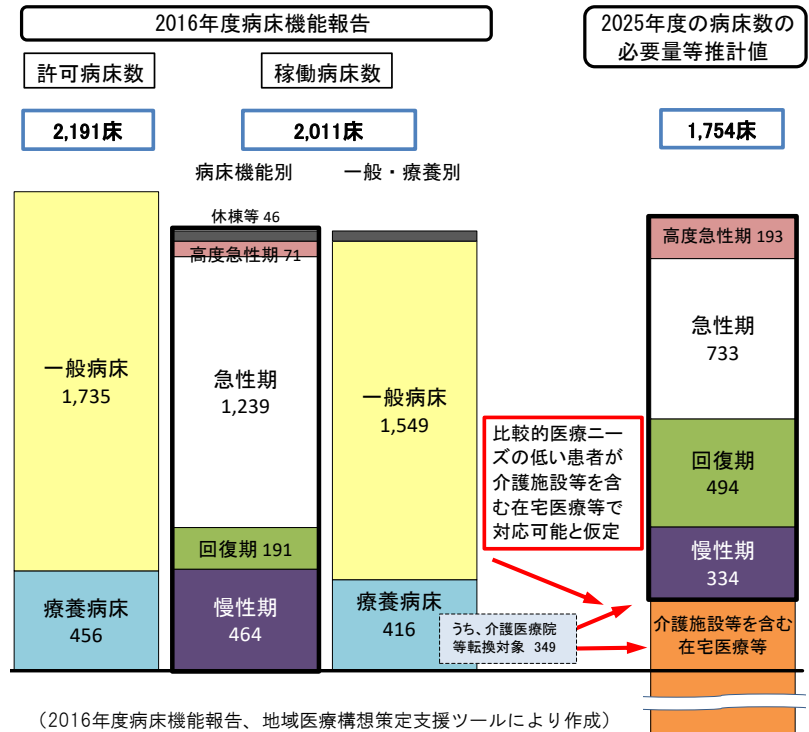 2016年度病床機能報告
2025年度の病床数の
必要量等推計値
許可病床数
稼働病床数
2,191床
2,011床
1,754床
病床機能別
一般・療養別
休棟等 46
高度急性期 71
高度急性期 193
急性期
733
一般病床
1,735
急性期
1,239
一般病床
1,549
比較的医療ニー
ズの低い患者が
介護施設等を含
む在宅医療等で
対応可能と仮定
回復期
494
回復期 191
慢性期
334
療養病床
456
慢性期
464
療養病床
416
うち、介護医療院
等転換対象 349
介護施設等を含む
在宅医療等
（2016年度病床機能報告、地域医療構想策定支援ツールにより作成）